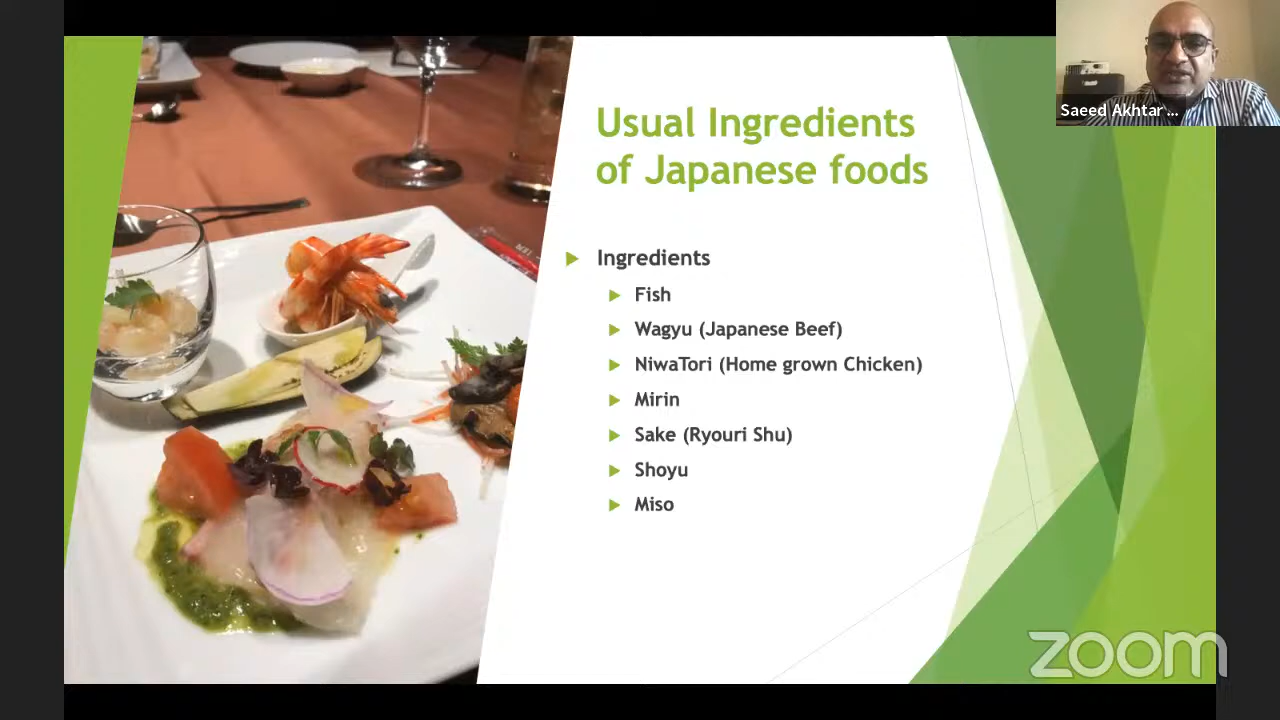 Usual Ingredients
of Japanese foods
Ingredients
Fish
Wagyu (Japanese Beef)
NiwaTori (Home grown Chicken)
Mirin
Sake (Ryouri Shu)
Shoyu
Miso
Saeed Akhtar ...
zoom